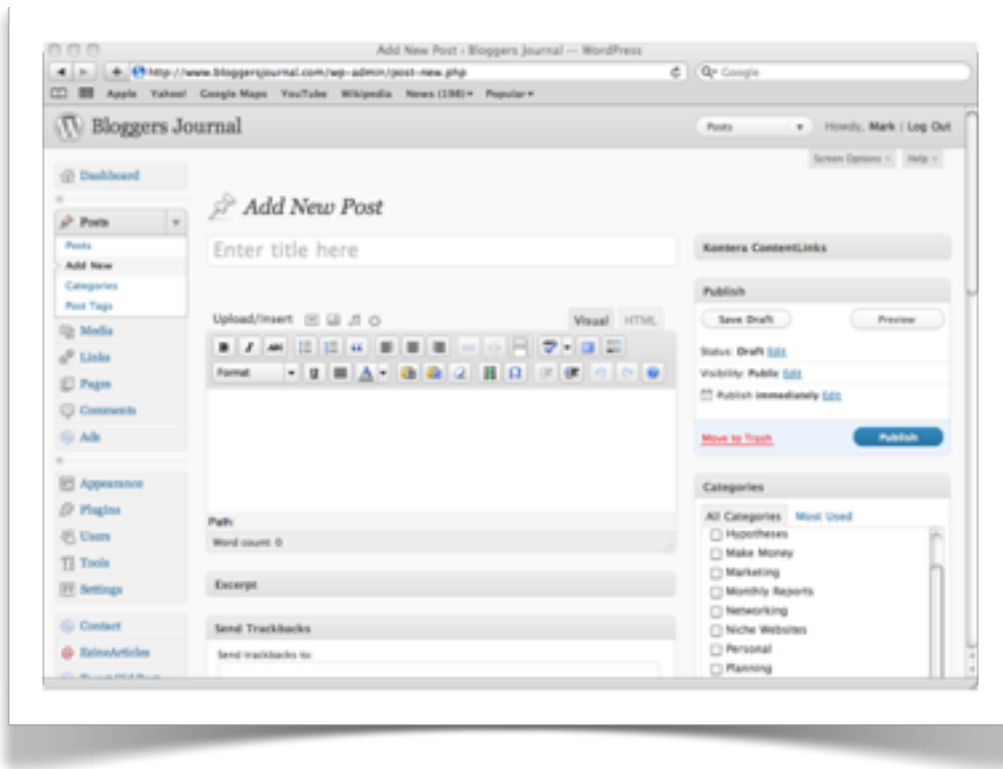 Add New Post ‹ Bloggers Journal — WordPress
http://www.bloggersjournal.com/wp-admin/post-new.php
Google
Apple Yahoo! Google Maps YouTube Wikipedia News (198) Popular
Bloggers Journal
Posts
Howdy, Mark | Log Out
Screen Options
Help
Dashboard
Posts
Posts
Add New
Categories
Post Tags
Media
Links
Pages
Comments
Ads
Appearance
Plugins
Users
Tools
Settings
Contact
EzineArticles
Add New Post
Enter title here
Upload/Insert
Visual HTML
B I ABC
Format U A Ω
Path:
Word count: 0
Excerpt
Send Trackbacks
Send trackbacks to:
Kontera ContentLinks
Publish
Save Draft Preview
Status: Draft Edit
Visibility: Public Edit
Publish immediately Edit
Move to Trash Publish
Categories
All Categories Most Used
Hypotheses
Make Money
Marketing
Monthly Reports
Networking
Niche Websites
Personal
Planning